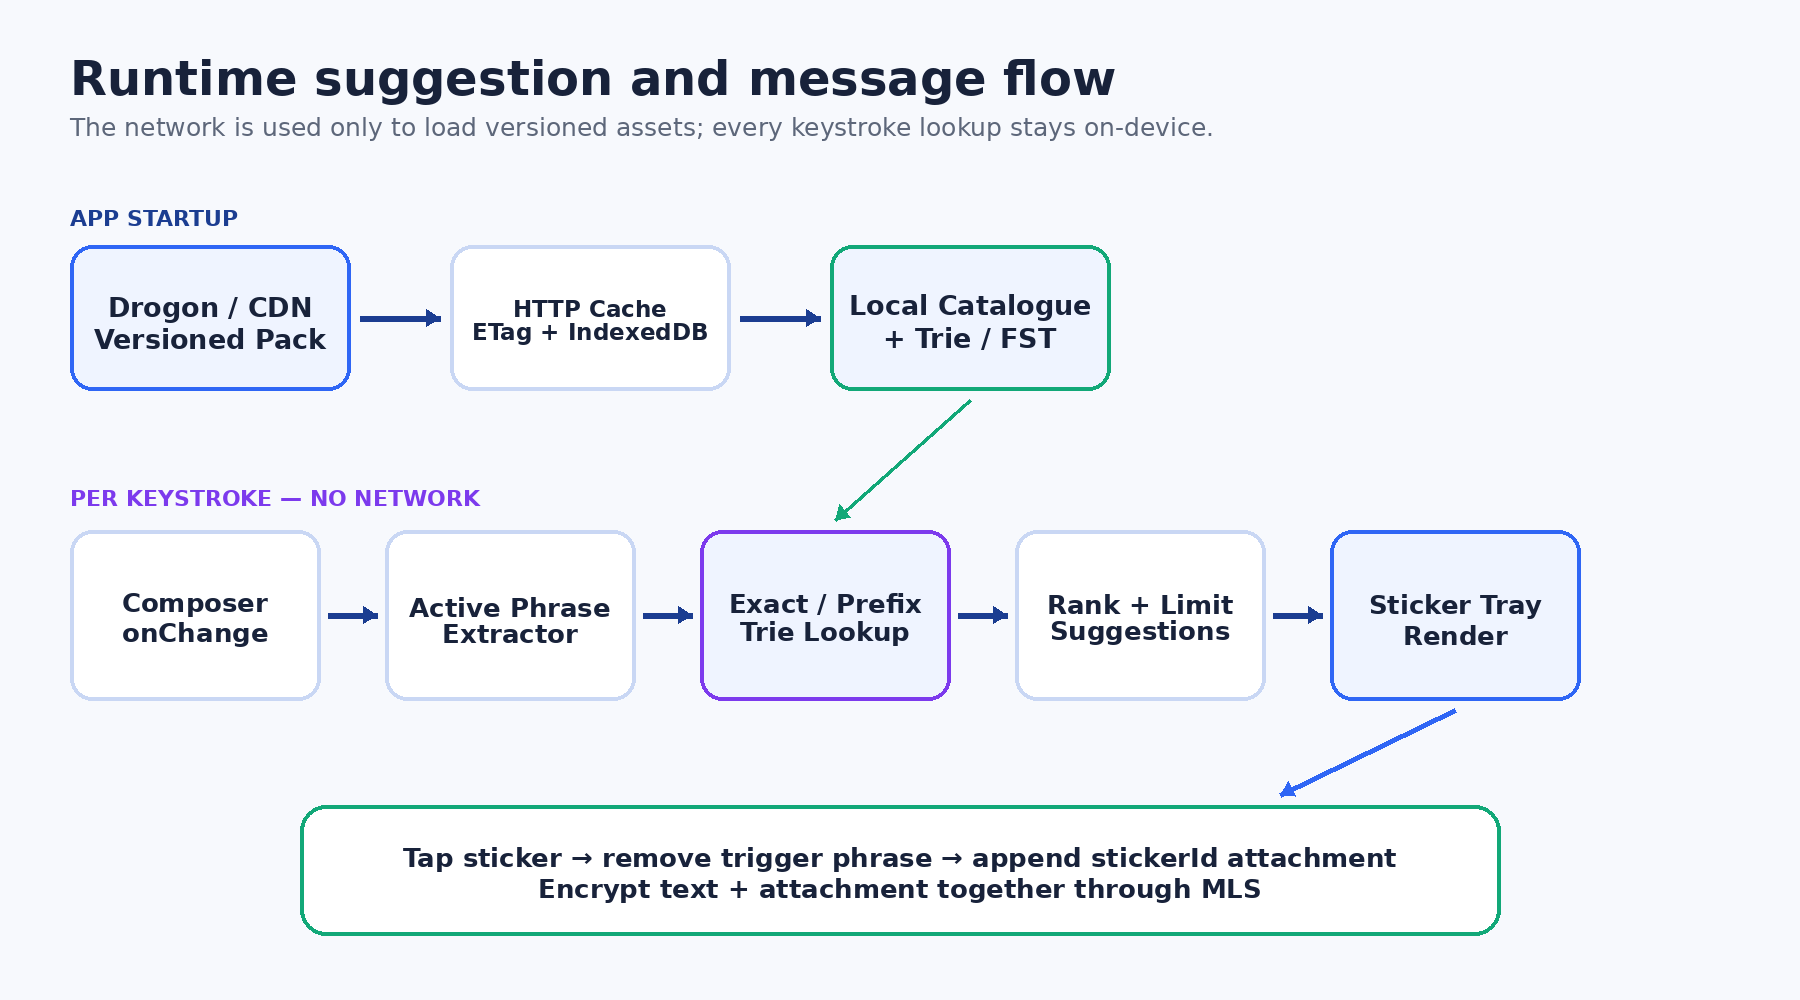 Runtime suggestion and message flow
The network is used only to load versioned assets; every keystroke lookup stays on-device.
APP STARTUP
Drogon / CDN
Versioned Pack
HTTP Cache
ETag + IndexedDB
Local Catalogue
+ Trie / FST
PER KEYSTROKE — NO NETWORK
Composer
onChange
Active Phrase
Extractor
Exact / Prefix
Trie Lookup
Rank + Limit
Suggestions
Sticker Tray
Render
Tap sticker → remove trigger phrase → append stickerId attachment
Encrypt text + attachment together through MLS